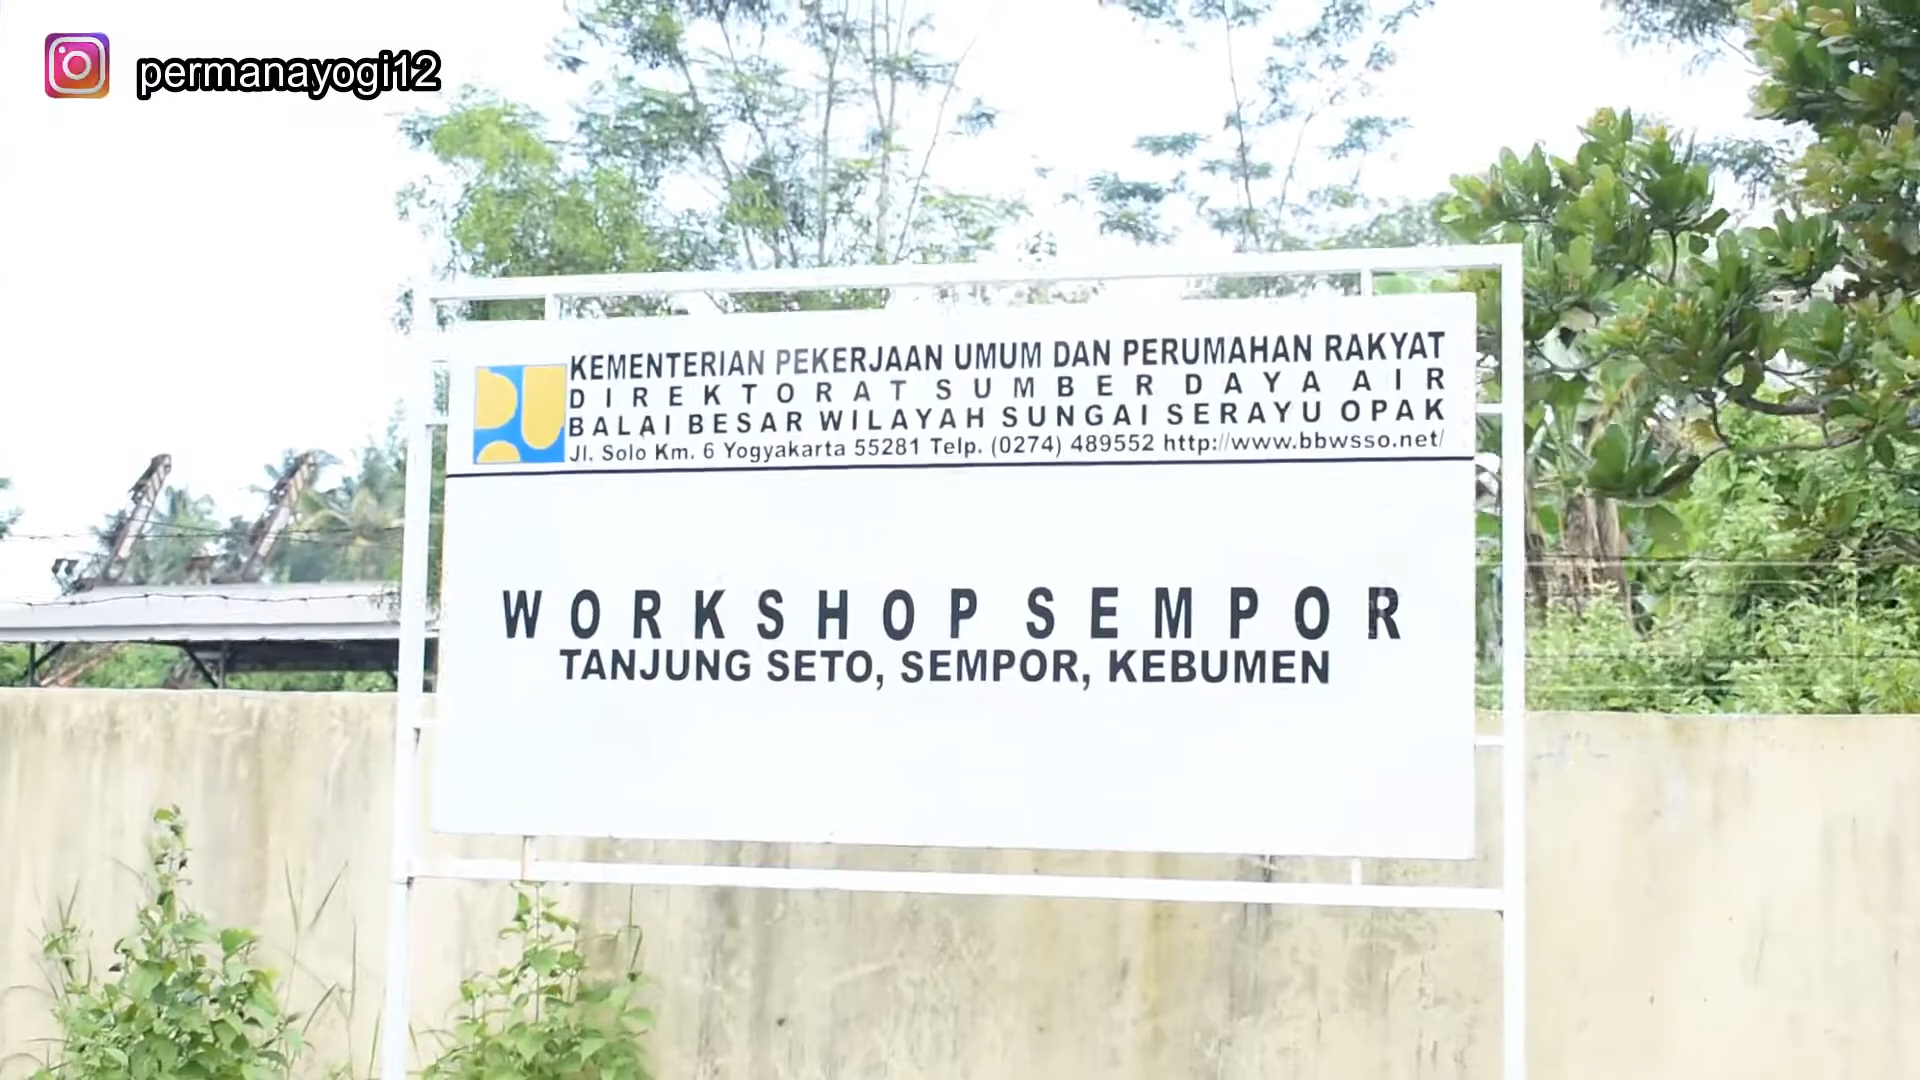 permanayogi12
KEMENTERIAN PEKERJAAN UMUM DAN PERUMAHAN RAKYAT
DIREKTORAT SUMBER DAYA AIR
BALAI BESAR WILAYAH SUNGAI SERAYU OPAK
Jl. Solo Km. 6 Yogyakarta 55281 Telp. (0274) 489552 http://www.bbwsso.net/
WORKSHOP SEMPOR
TANJUNG SETO, SEMPOR, KEBUMEN